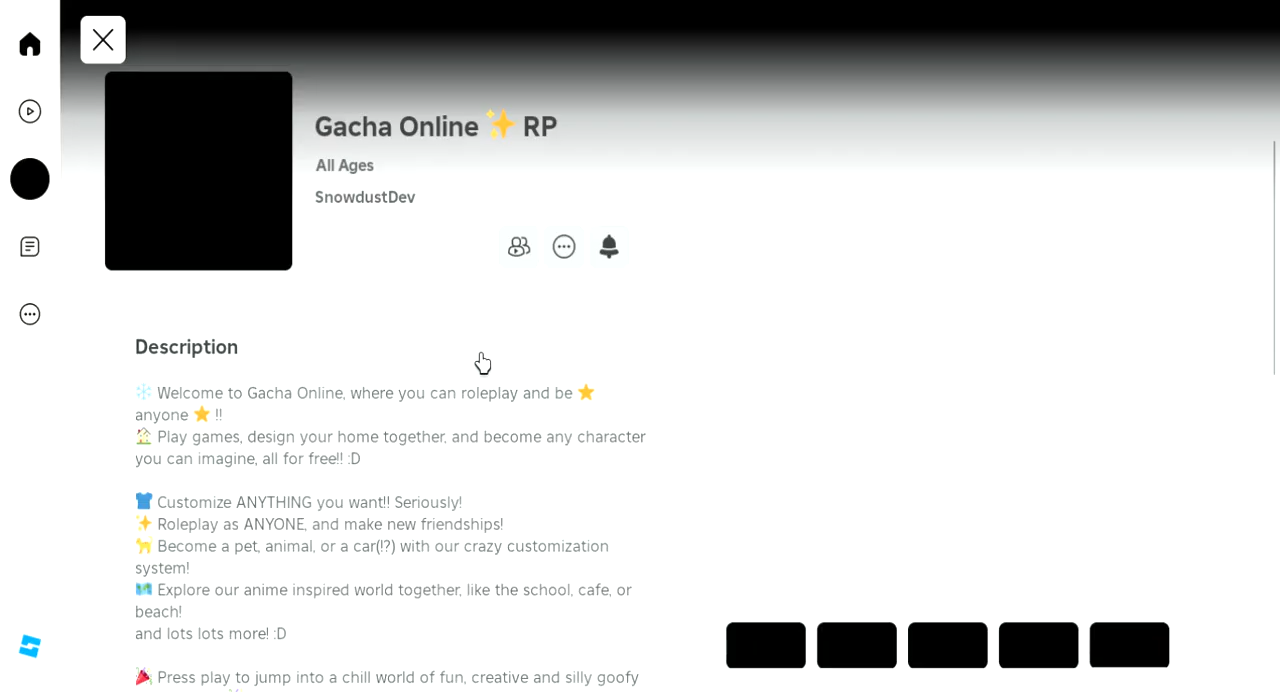 Gacha Online ✨ RP
All Ages
SnowdustDev
Description
❄️ Welcome to Gacha Online, where you can roleplay and be ⭐
anyone ⭐ !!
🏡 Play games, design your home together, and become any character
you can imagine, all for free!! :D
👕 Customize ANYTHING you want!! Seriously!
✨ Roleplay as ANYONE, and make new friendships!
🐕 Become a pet, animal, or a car(!?) with our crazy customization
system!
🗺️ Explore our anime inspired world together, like the school, cafe, or
beach!
and lots lots more! :D
🎉 Press play to jump into a chill world of fun, creative and silly goofy